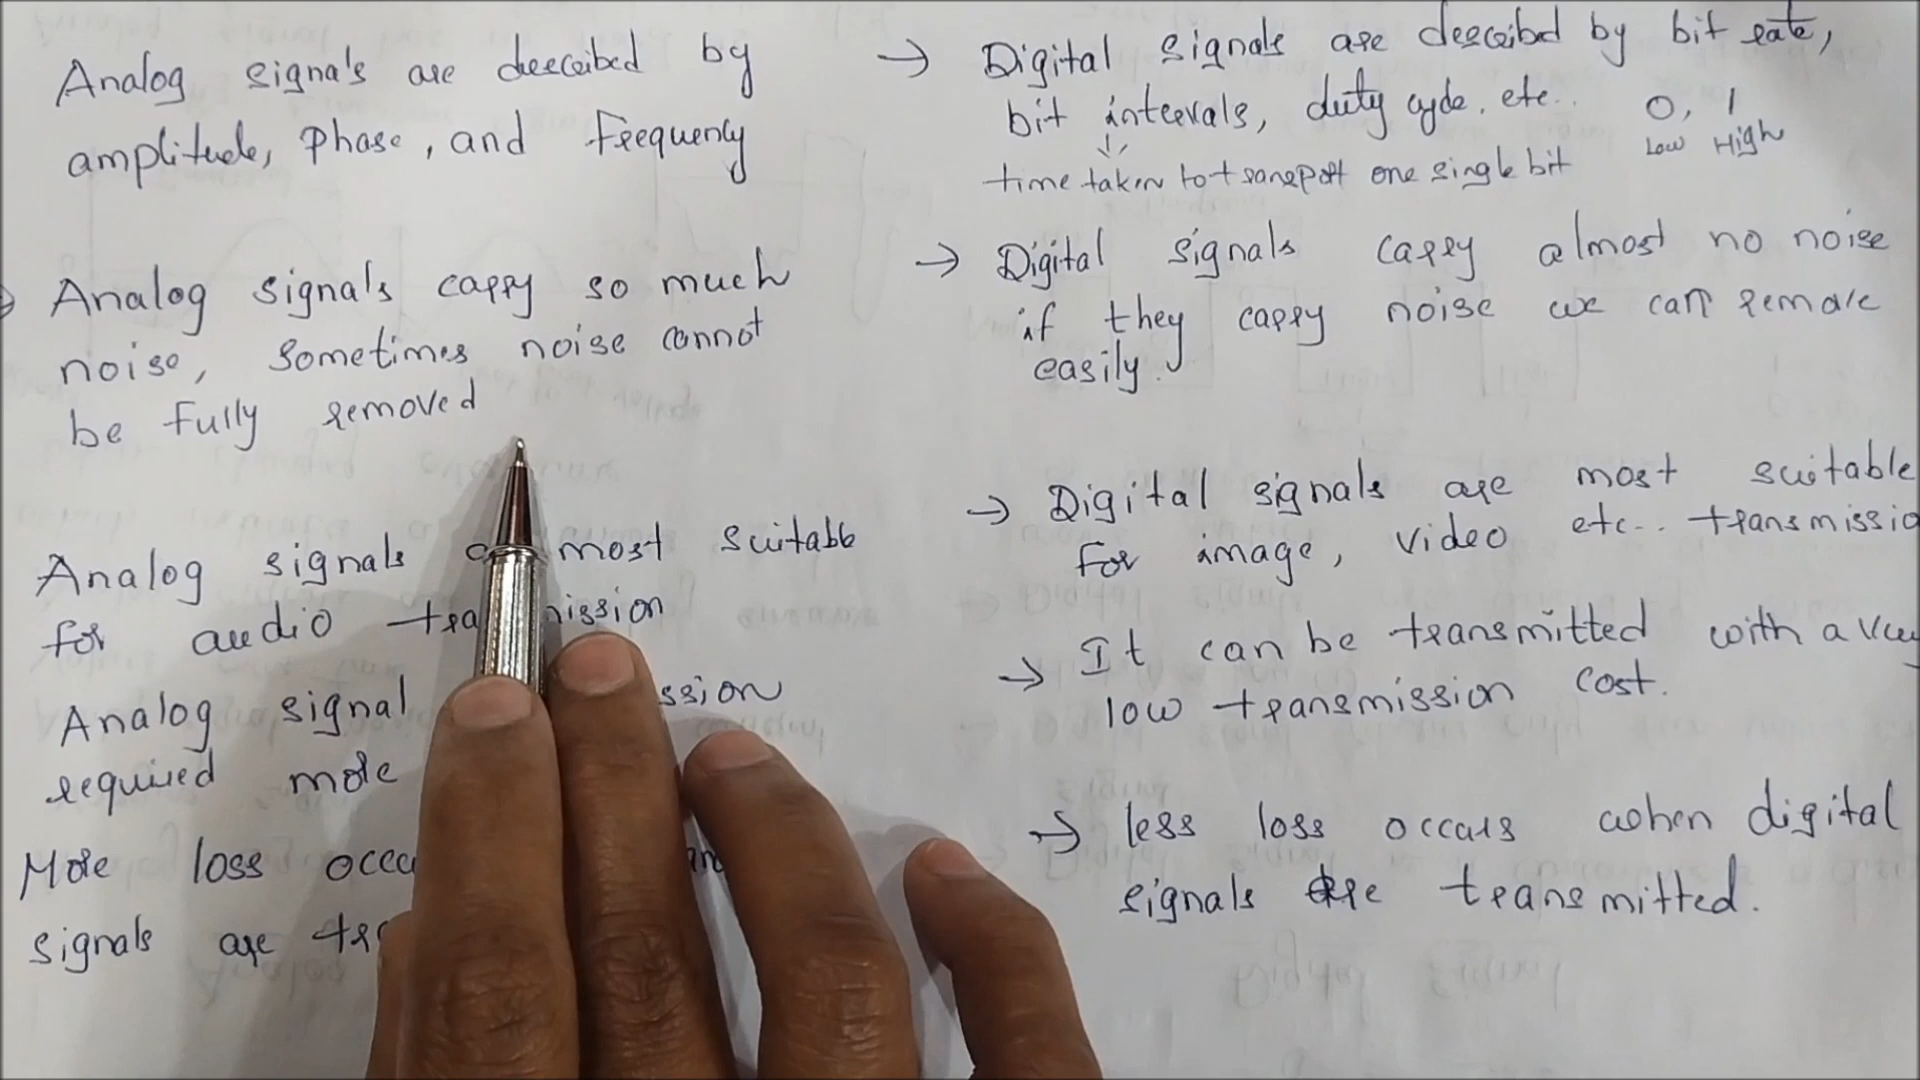 Analog signals are described by
amplitude, Phase, and frequency
Analog signals carry so much
noise, Sometimes noise cannot
be fully removed
Analog signals most suitable
for audio
Analog signal
required more
More loss
signals are
→ Digital signals are described by bit rate,
bit intervals, duty cycle. etc..
0, 1
Low High
time taken to transport one single bit
→ Digital signals carry almost no noise
if they carry noise we can remove
easily.
→ Digital signals are most suitable
for image, video etc.. transmissio
→ It can be transmitted with a very
low transmission cost.
→ less loss occurs when digital
signals are transmitted.